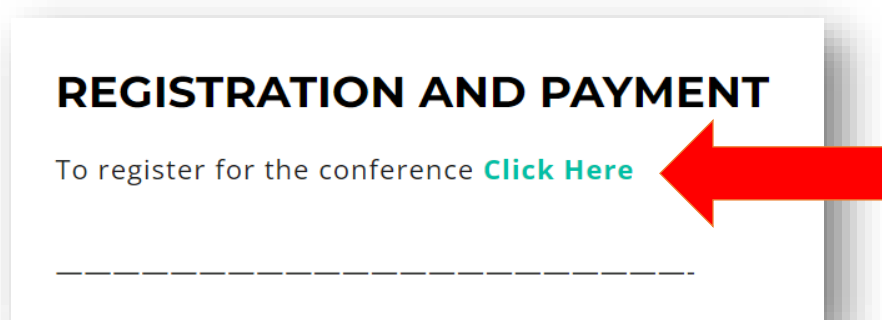 REGISTRATION AND PAYMENT
To register for the conference Click Here
———————————————————————-